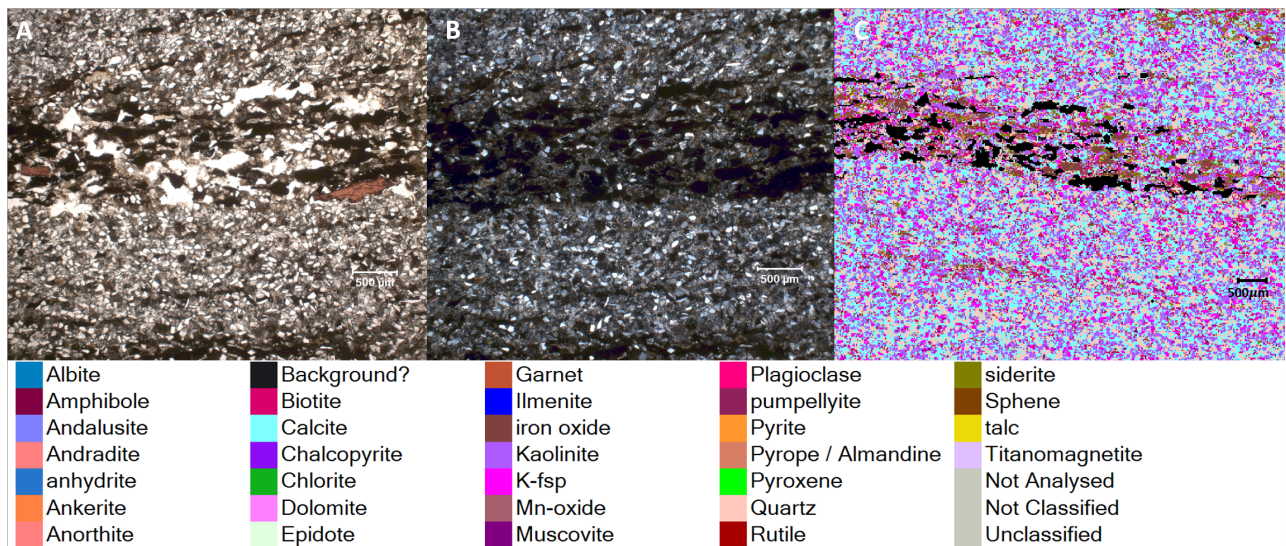 A B C
500 µm 500 µm 500µm
Albite Background? Garnet Plagioclase siderite
Amphibole Biotite Ilmenite pumpellyite Sphene
Andalusite Calcite iron oxide Pyrite talc
Andradite Chalcopyrite Kaolinite Pyrope / Almandine Titanomagnetite
anhydrite Chlorite K-fsp Pyroxene Not Analysed
Ankerite Dolomite Mn-oxide Quartz Not Classified
Anorthite Epidote Muscovite Rutile Unclassified